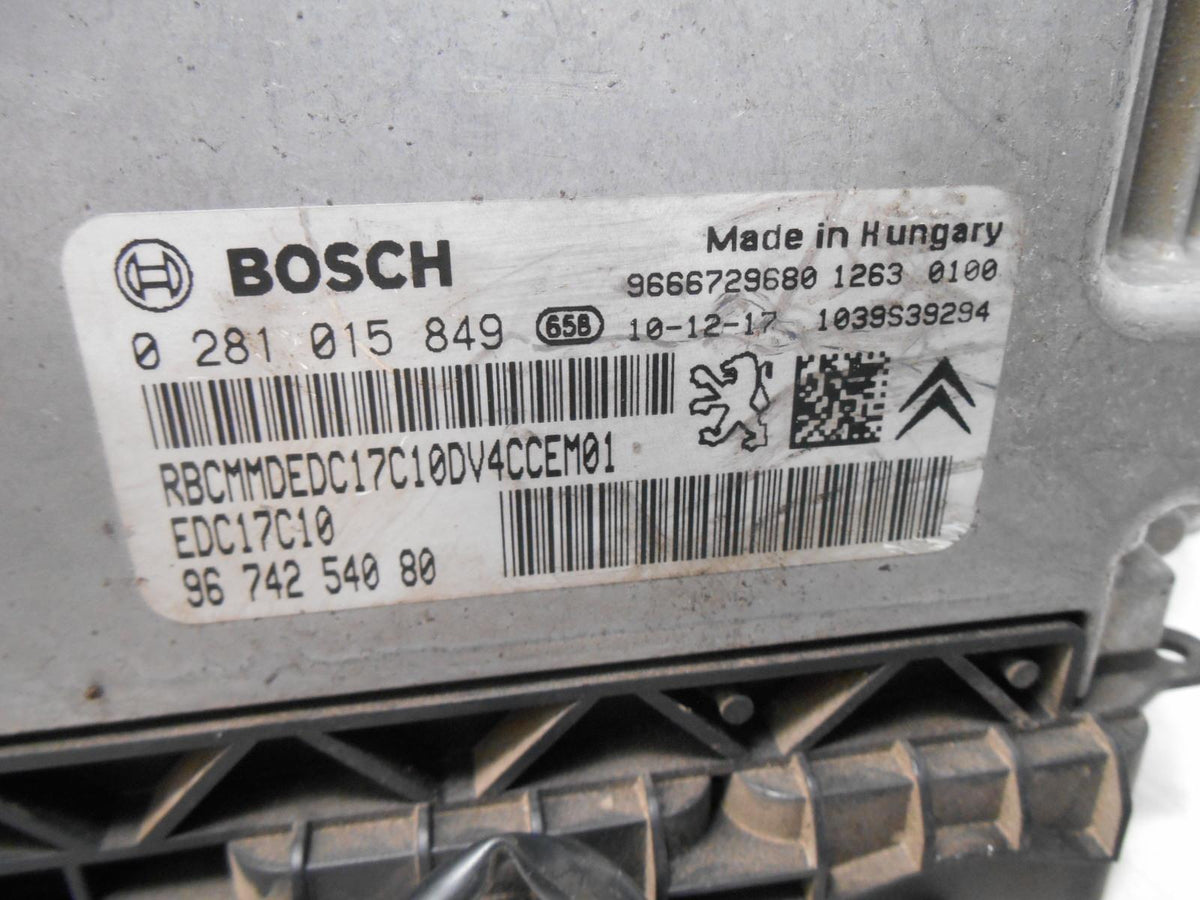 BOSCH
Made in Hungary
9666729680 1263 0100
0 281 015 849 65B 10-12-17 1039S39294
RBCMMDEDC17C10DV4CCEM01
EDC17C10
96 742 540 80